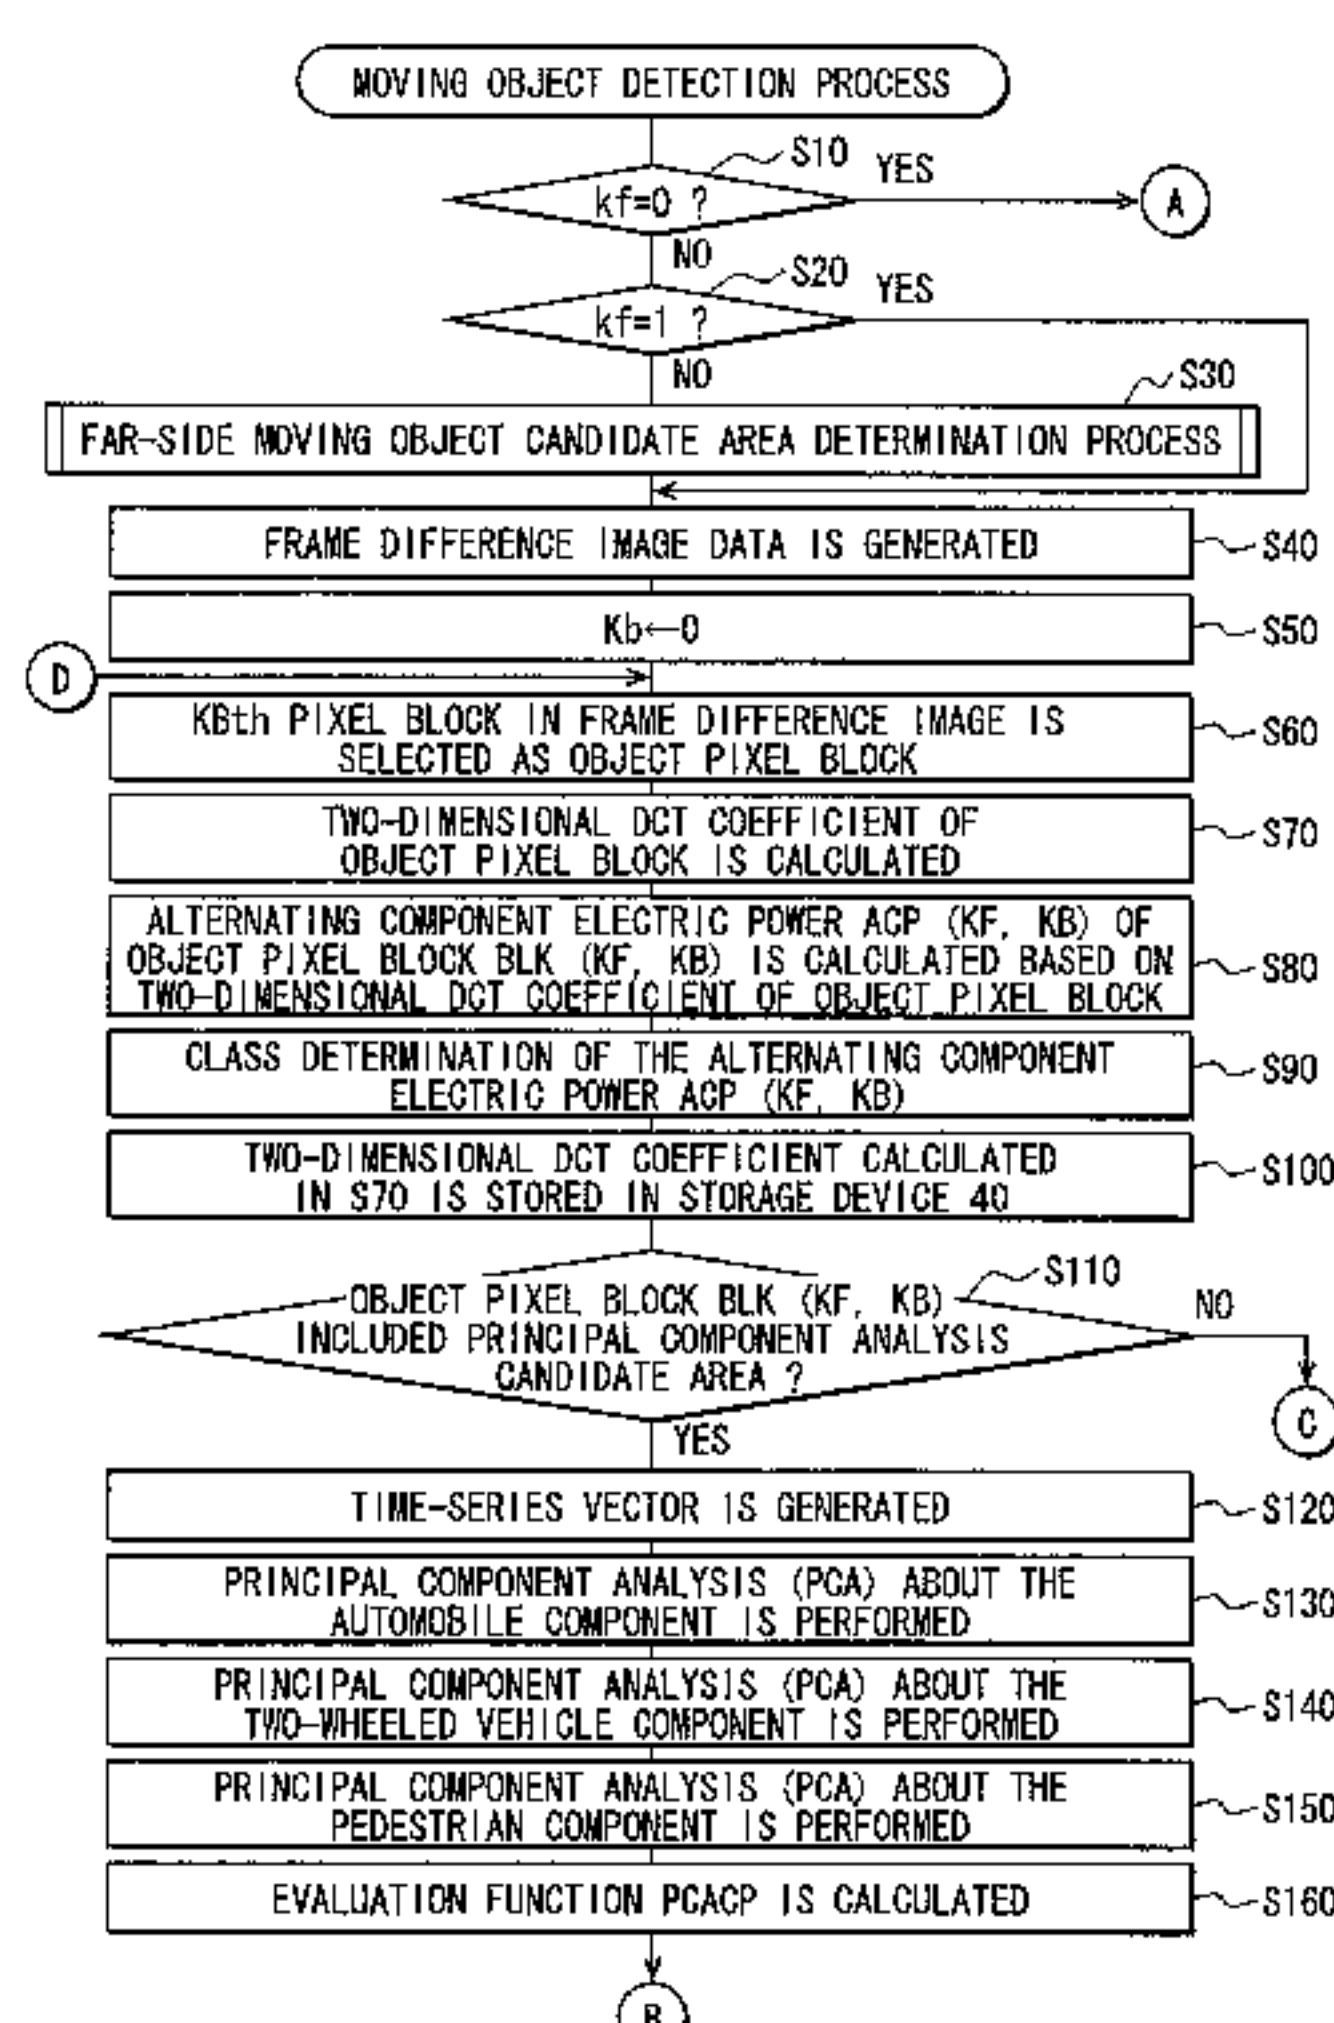 MOVING OBJECT DETECTION PROCESS
S10
YES
kf=0 ?
A
NO
S20
YES
kf=1 ?
NO
S30
FAR-SIDE MOVING OBJECT CANDIDATE AREA DETERMINATION PROCESS
FRAME DIFFERENCE IMAGE DATA IS GENERATED
S40
Kb←0
S50
D
KBth PIXEL BLOCK IN FRAME DIFFERENCE IMAGE IS
SELECTED AS OBJECT PIXEL BLOCK
S60
TWO-DIMENSIONAL DCT COEFFICIENT OF
OBJECT PIXEL BLOCK IS CALCULATED
S70
ALTERNATING COMPONENT ELECTRIC POWER ACP (KF, KB) OF
OBJECT PIXEL BLOCK BLK (KF, KB) IS CALCULATED BASED ON
TWO-DIMENSIONAL DCT COEFFICIENT OF OBJECT PIXEL BLOCK
S80
CLASS DETERMINATION OF THE ALTERNATING COMPONENT
ELECTRIC POWER ACP (KF, KB)
S90
TWO-DIMENSIONAL DCT COEFFICIENT CALCULATED
IN S70 IS STORED IN STORAGE DEVICE 40
S100
S110
OBJECT PIXEL BLOCK BLK (KF, KB)
INCLUDED PRINCIPAL COMPONENT ANALYSIS
CANDIDATE AREA ?
NO
C
YES
TIME-SERIES VECTOR IS GENERATED
S120
PRINCIPAL COMPONENT ANALYSIS (PCA) ABOUT THE
AUTOMOBILE COMPONENT IS PERFORMED
S130
PRINCIPAL COMPONENT ANALYSIS (PCA) ABOUT THE
TWO-WHEELED VEHICLE COMPONENT IS PERFORMED
S140
PRINCIPAL COMPONENT ANALYSIS (PCA) ABOUT THE
PEDESTRIAN COMPONENT IS PERFORMED
S150
EVALUATION FUNCTION PCACP IS CALCULATED
S160
B